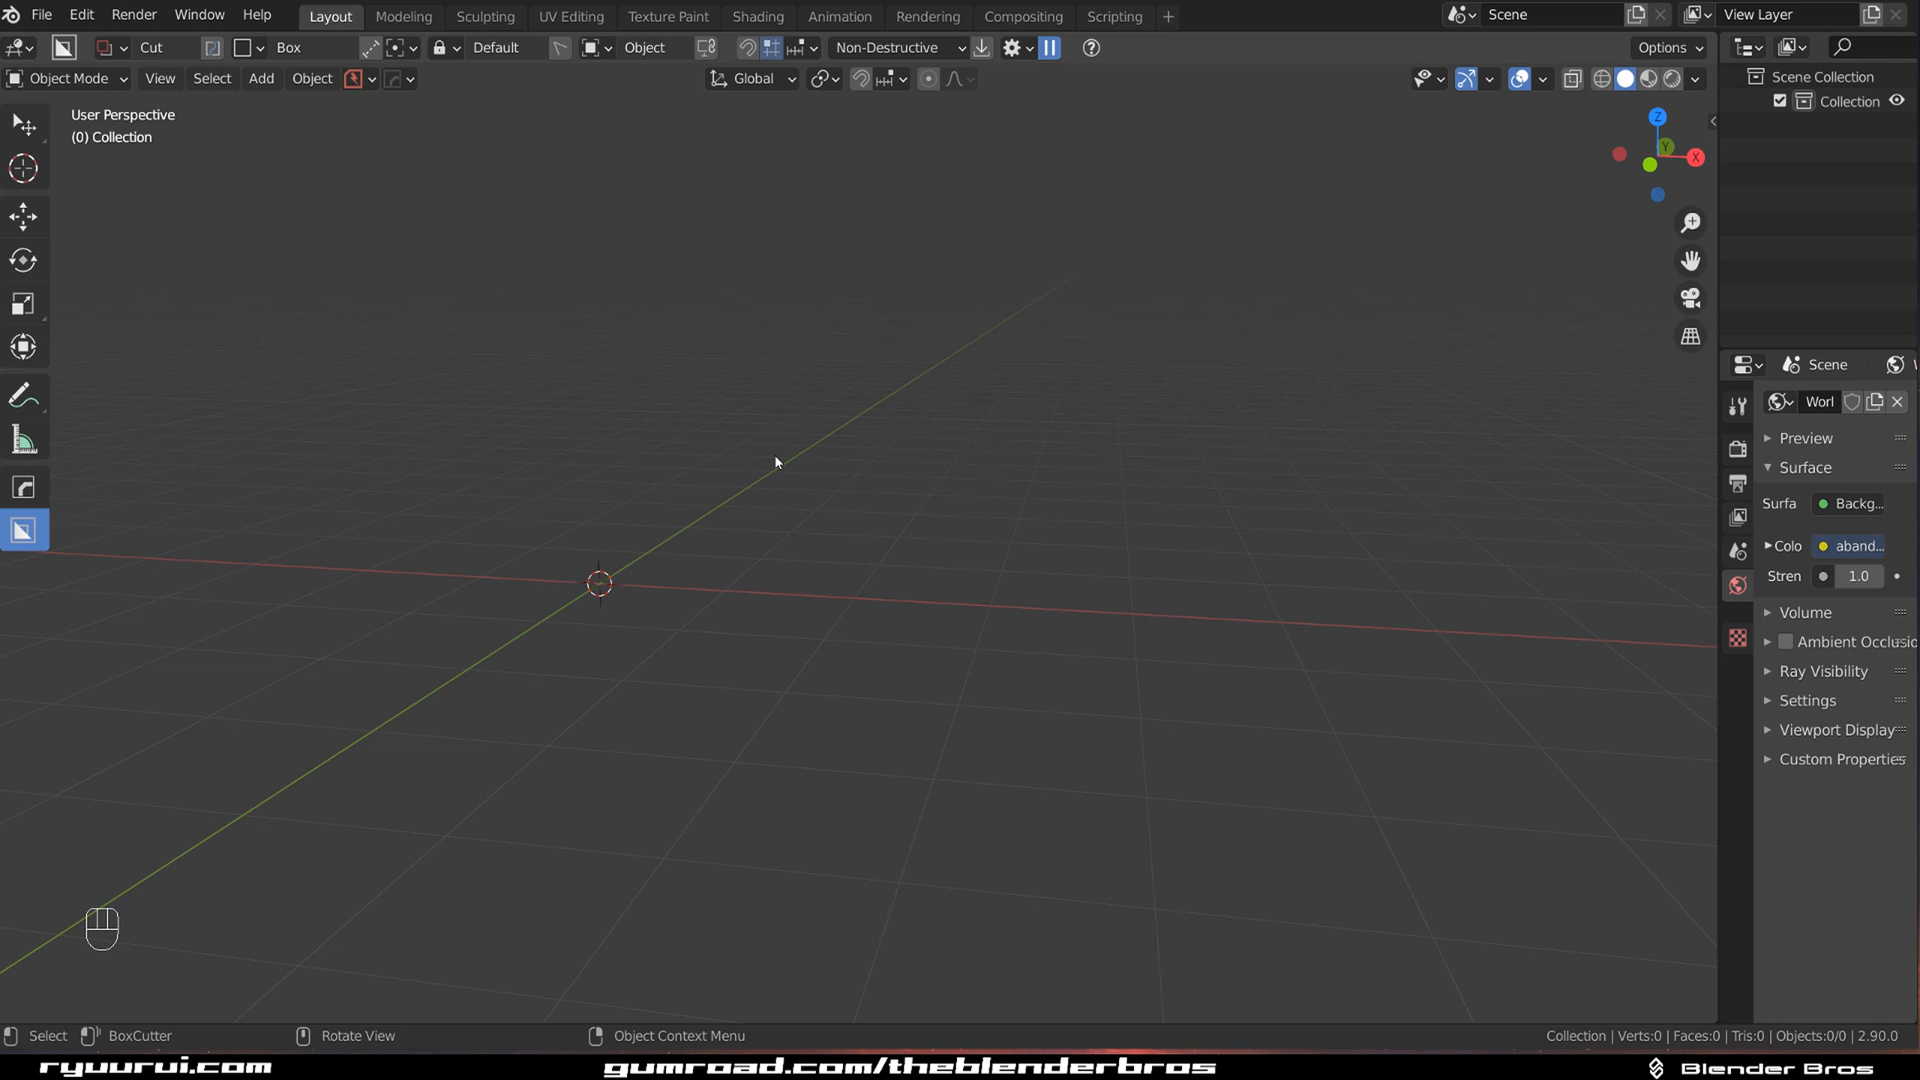 File Edit Render Window Help Layout Modeling Sculpting UV Editing Texture Paint Shading Animation Rendering Compositing Scripting + Scene View Layer
Cut Box Default Object Non-Destructive Options
Object Mode View Select Add Object Global
User Perspective
(0) Collection
Scene Collection
Collection
Z
Y
X
Scene
Worl
Preview
Surface
Surfa Backg...
Colo aband...
Stren 1.0
Volume
Ambient Occlusio
Ray Visibility
Settings
Viewport Display
Custom Properties
Select BoxCutter Rotate View Object Context Menu Collection | Verts:0 | Faces:0 | Tris:0 | Objects:0/0 | 2.90.0
ryuurui.com gumroad.com/theblenderbros Blender Bros